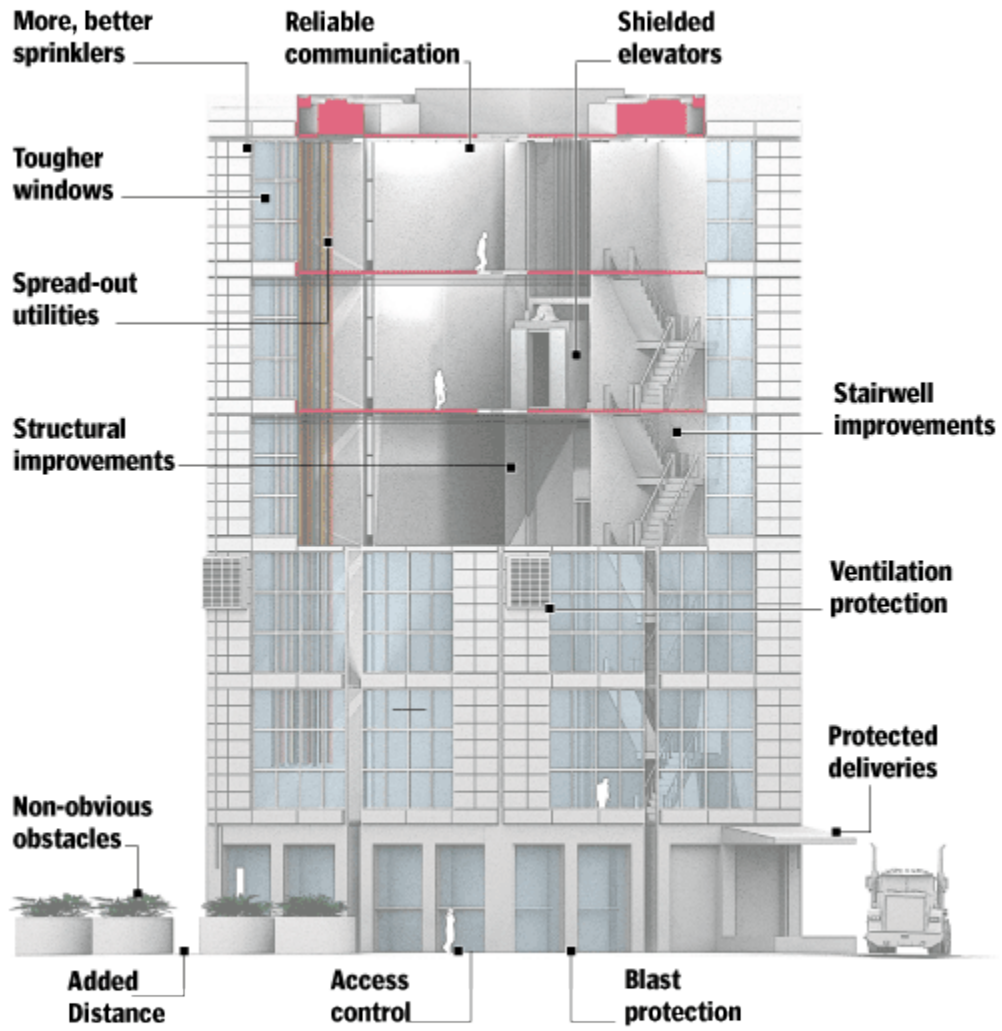 More, better
sprinklers
Reliable
communication
Shielded
elevators
Tougher
windows
Spread-out
utilities
Structural
improvements
Stairwell
improvements
Ventilation
protection
Protected
deliveries
Non-obvious
obstacles
Added
Distance
Access
control
Blast
protection